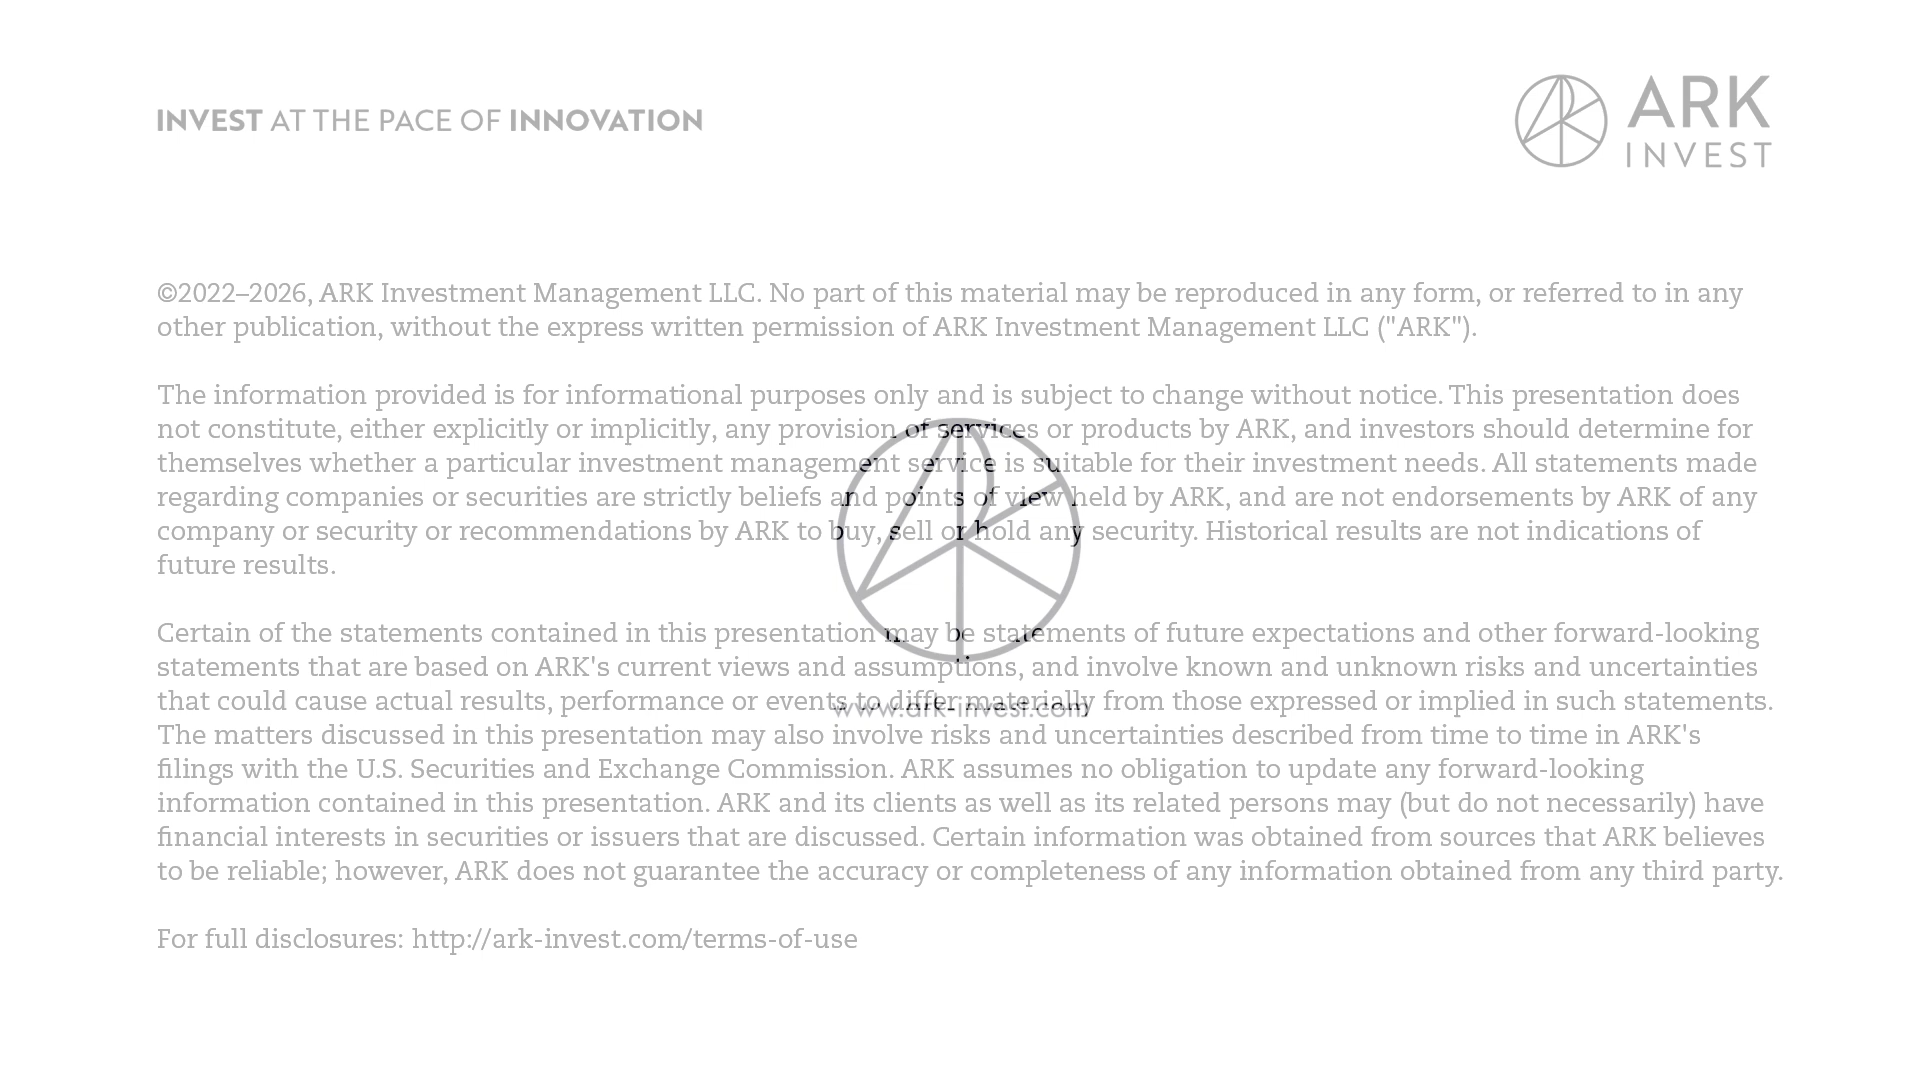 INVEST AT THE PACE OF INNOVATION
ARK
INVEST
©2022–2026, ARK Investment Management LLC. No part of this material may be reproduced in any form, or referred to in any
other publication, without the express written permission of ARK Investment Management LLC ("ARK").
The information provided is for informational purposes only and is subject to change without notice. This presentation does
not constitute, either explicitly or implicitly, any provision of services or products by ARK, and investors should determine for
themselves whether a particular investment management service is suitable for their investment needs. All statements made
regarding companies or securities are strictly beliefs and points of view held by ARK, and are not endorsements by ARK of any
company or security or recommendations by ARK to buy, sell or hold any security. Historical results are not indications of
future results.
Certain of the statements contained in this presentation may be statements of future expectations and other forward-looking
statements that are based on ARK's current views and assumptions, and involve known and unknown risks and uncertainties
that could cause actual results, performance or events to differ materially from those expressed or implied in such statements.
www.ark-invest.com
The matters discussed in this presentation may also involve risks and uncertainties described from time to time in ARK's
filings with the U.S. Securities and Exchange Commission. ARK assumes no obligation to update any forward-looking
information contained in this presentation. ARK and its clients as well as its related persons may (but do not necessarily) have
financial interests in securities or issuers that are discussed. Certain information was obtained from sources that ARK believes
to be reliable; however, ARK does not guarantee the accuracy or completeness of any information obtained from any third party.
For full disclosures: http://ark-invest.com/terms-of-use